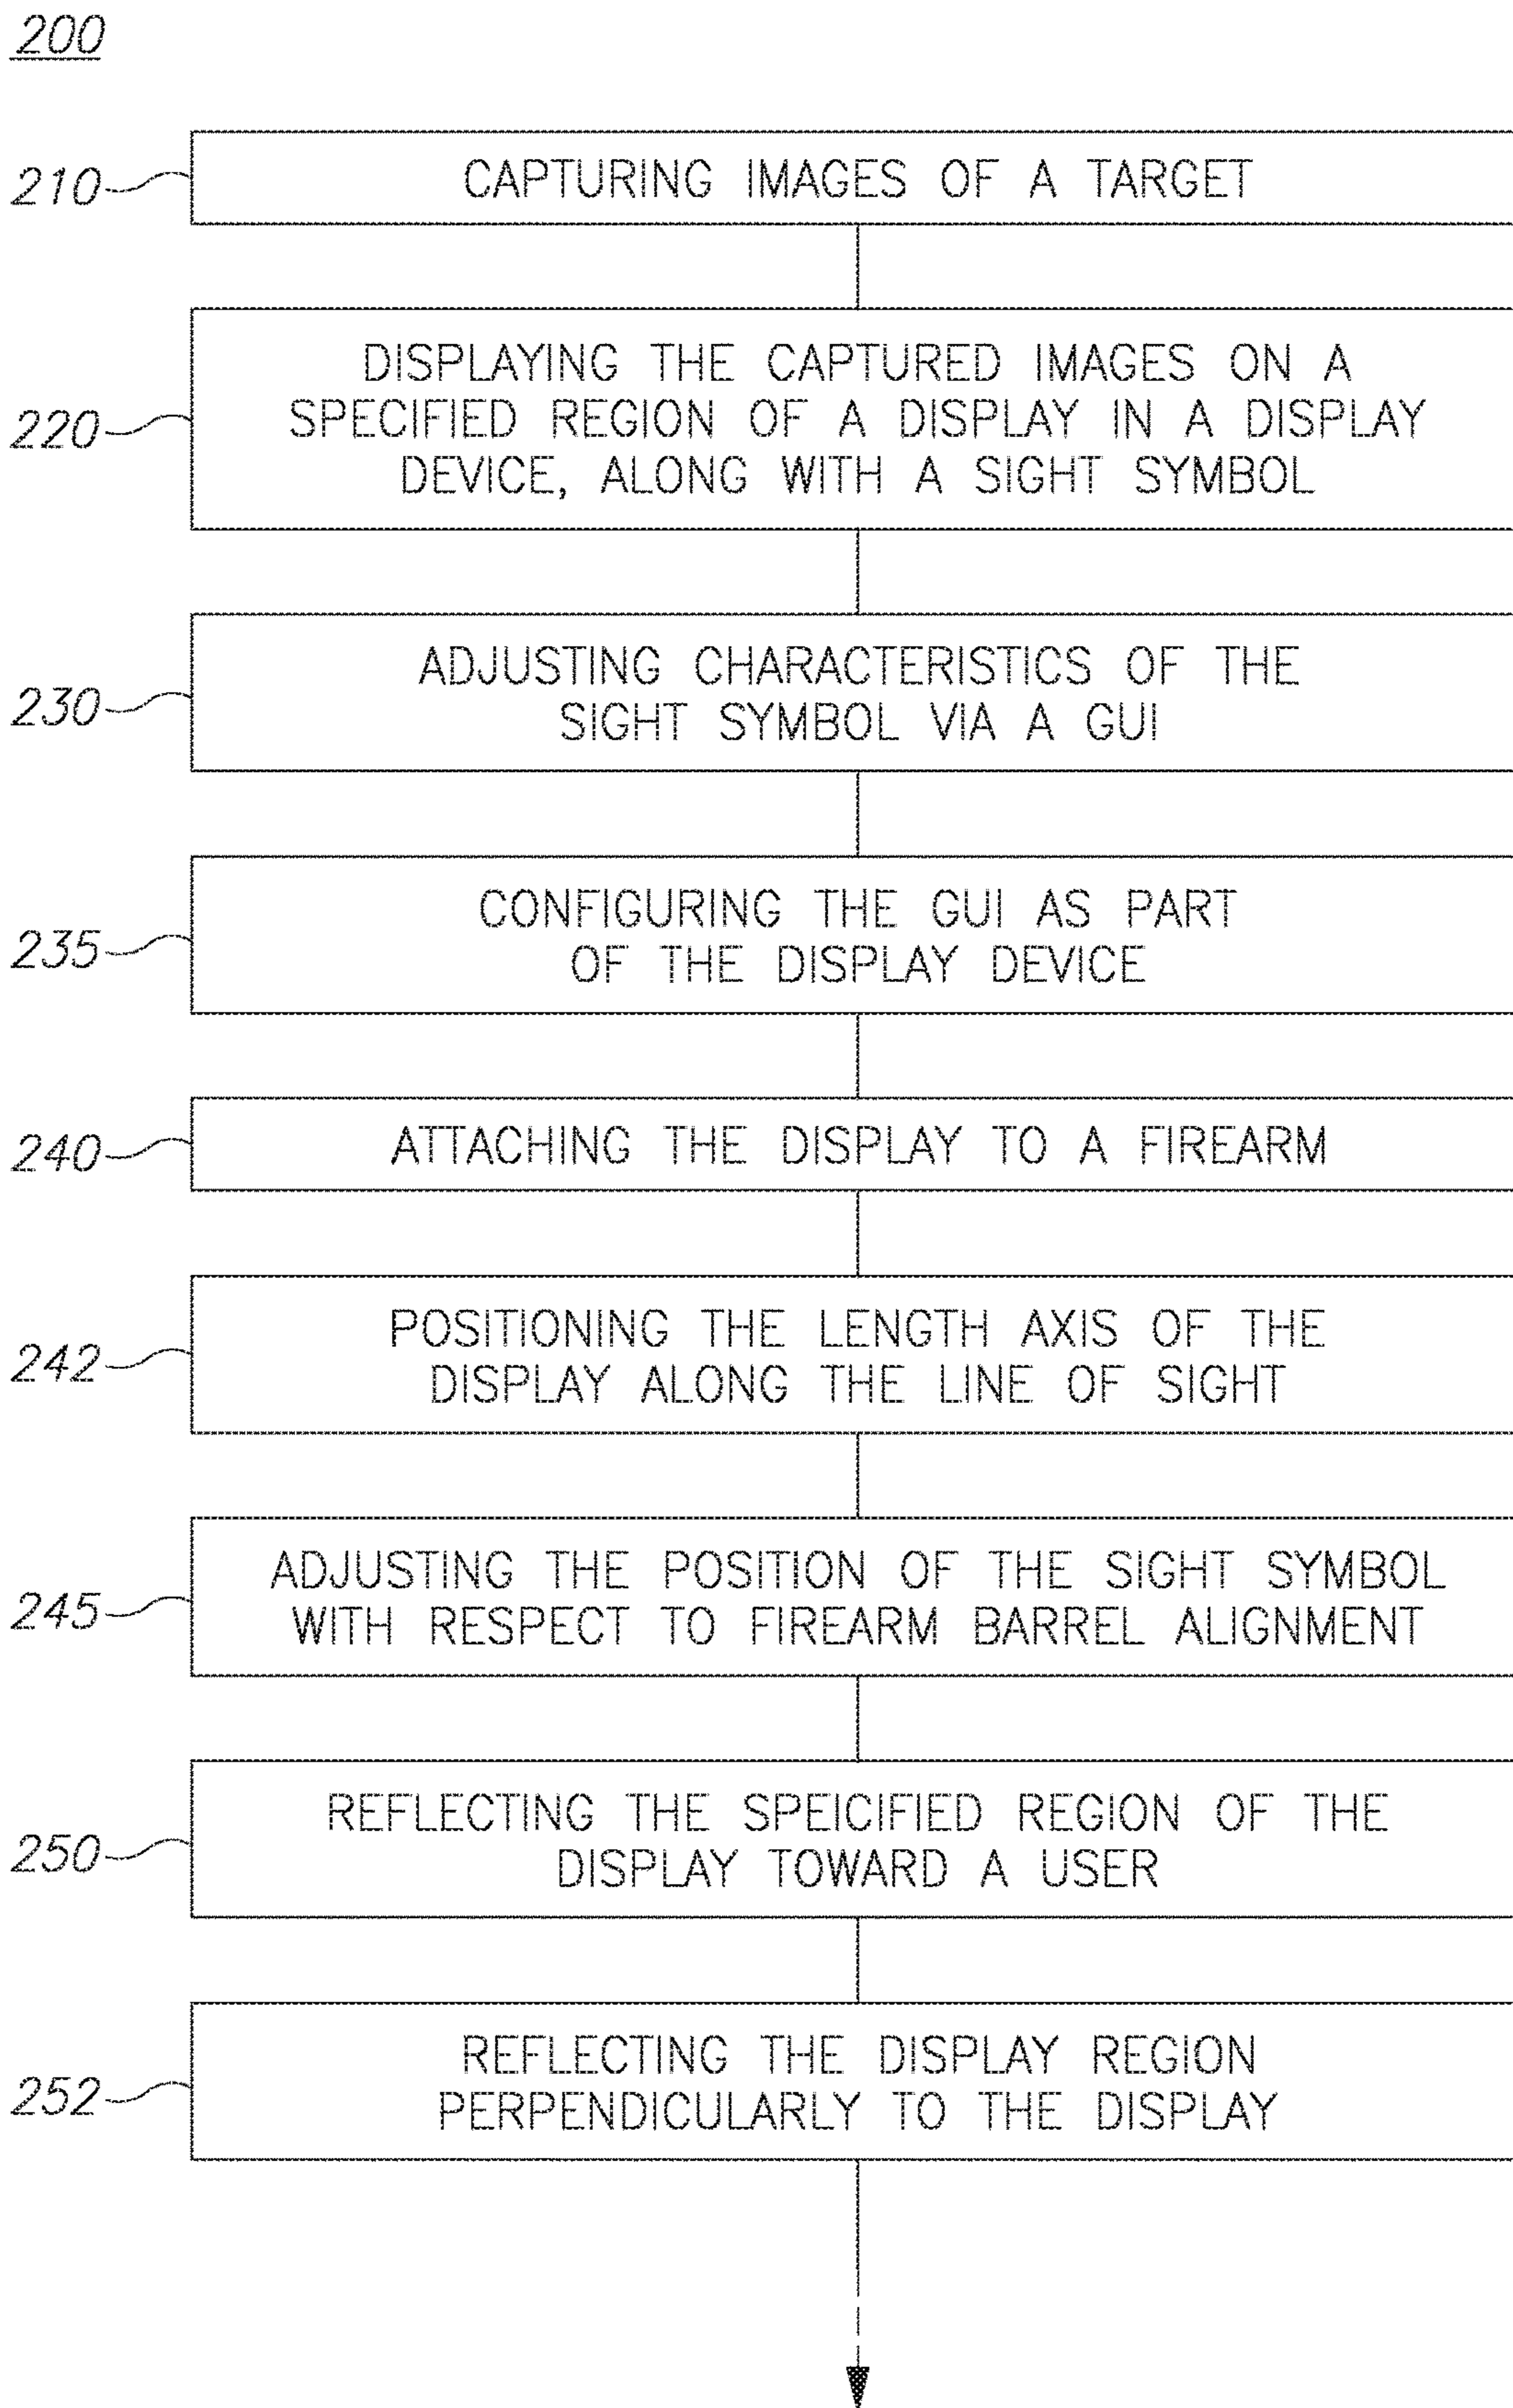 200
210
CAPTURING IMAGES OF A TARGET
220
DISPLAYING THE CAPTURED IMAGES ON A
SPECIFIED REGION OF A DISPLAY IN A DISPLAY
DEVICE, ALONG WITH A SIGHT SYMBOL
230
ADJUSTING CHARACTERISTICS OF THE
SIGHT SYMBOL VIA A GUI
235
CONFIGURING THE GUI AS PART
OF THE DISPLAY DEVICE
240
ATTACHING THE DISPLAY TO A FIREARM
242
POSITIONING THE LENGTH AXIS OF THE
DISPLAY ALONG THE LINE OF SIGHT
245
ADJUSTING THE POSITION OF THE SIGHT SYMBOL
WITH RESPECT TO FIREARM BARREL ALIGNMENT
250
REFLECTING THE SPEICIFIED REGION OF THE
DISPLAY TOWARD A USER
252
REFLECTING THE DISPLAY REGION
PERPENDICULARLY TO THE DISPLAY